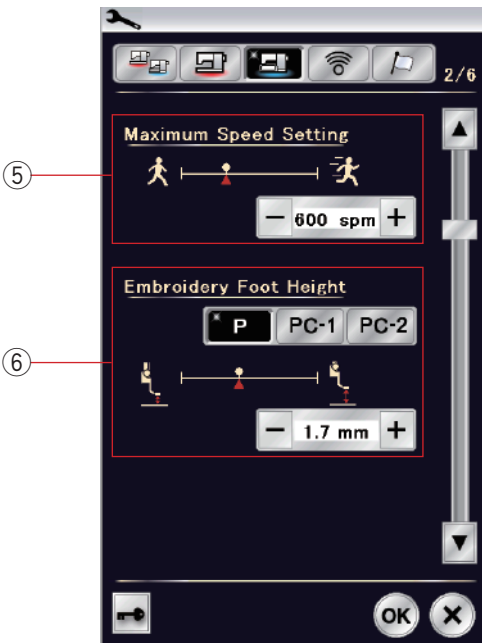 2/6
⑤
Maximum Speed Setting
− 600 spm +
⑥
Embroidery Foot Height
P PC-1 PC-2
− 1.7 mm +
OK ×